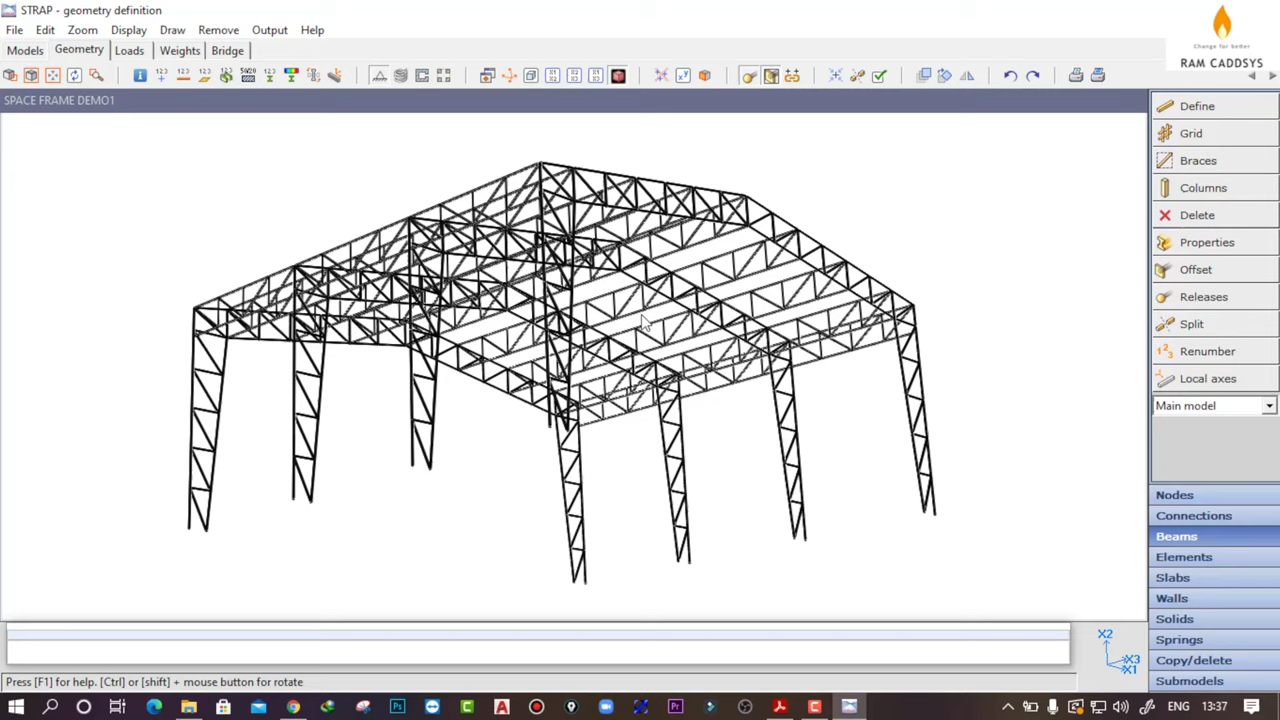 STRAP - geometry definition
File Edit Zoom Display Draw Remove Output Help
Models Geometry Loads Weights Bridge
Change for better
RAM CADDSYS
SPACE FRAME DEMO1
Define
Grid
Braces
Columns
Delete
Properties
Offset
Releases
Split
Renumber
Local axes
Main model
Nodes
Connections
Beams
Elements
Slabs
Walls
Solids
Springs
Copy/delete
Submodels
X2
X3
X1
Press [F1] for help. [Ctrl] or [shift] + mouse button for rotate
ENG 13:37